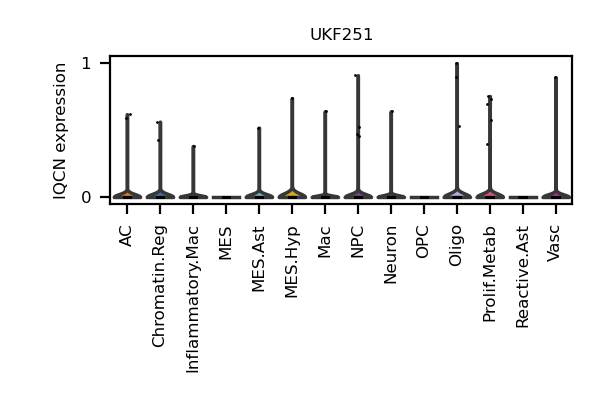 UKF251
IQCN expression
1
0
AC
Chromatin.Reg
Inflammatory.Mac
MES
MES.Ast
MES.Hyp
Mac
NPC
Neuron
OPC
Oligo
Prolif.Metab
Reactive.Ast
Vasc